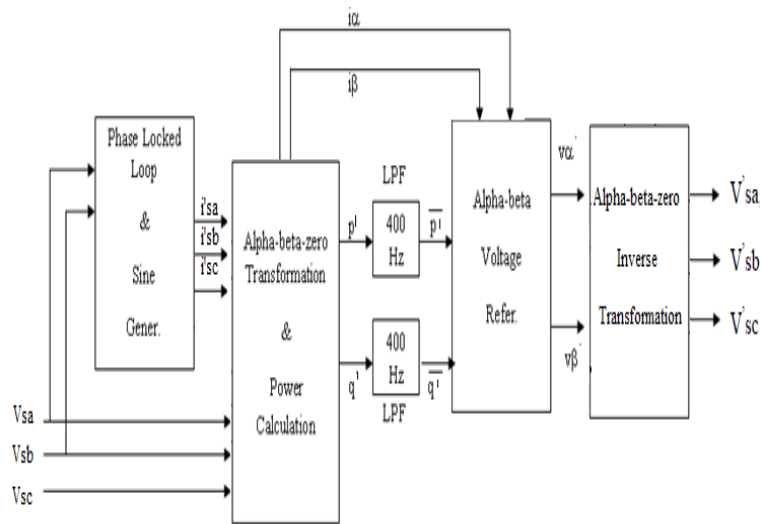 iα
iβ
Phase Locked
Loop
&
Sine
Gener.
i'sa
i'sb
i'sc
Alpha-beta-zero
Transformation
&
Power
Calculation
p'
q'
LPF
400
Hz
400
Hz
LPF
p'
q'
Alpha-beta
Voltage
Refer.
vα'
vβ'
Alpha-beta-zero
Inverse
Transformation
V'sa
V'sb
V'sc
Vsa
Vsb
Vsc